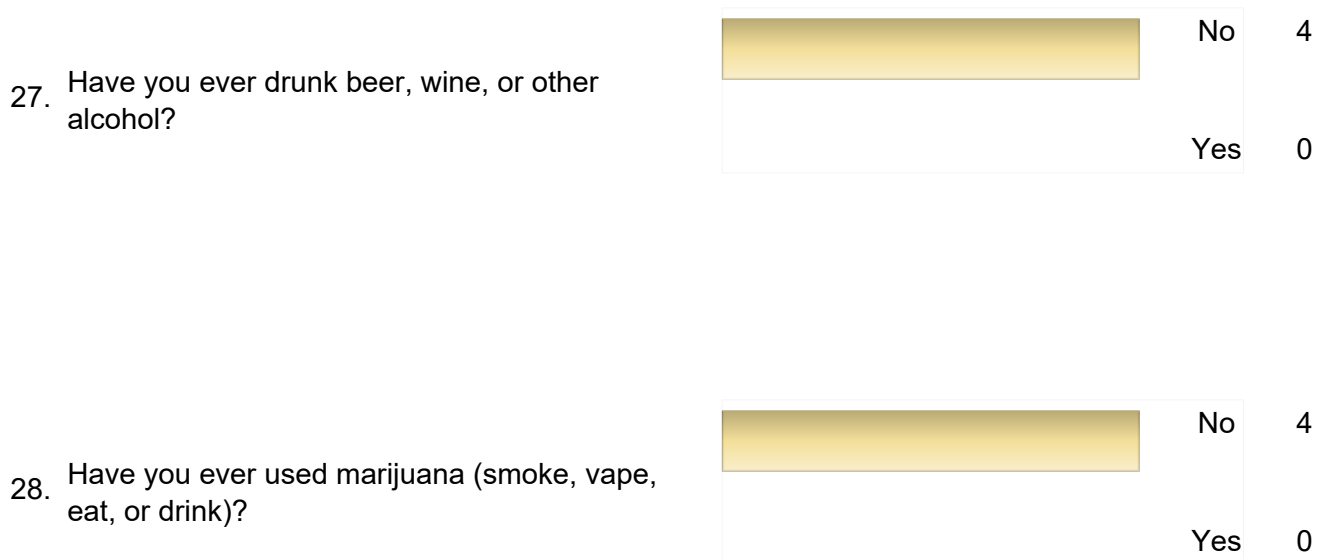 No 4
27. Have you ever drunk beer, wine, or other
alcohol?
Yes 0
No 4
28. Have you ever used marijuana (smoke, vape,
eat, or drink)?
Yes 0